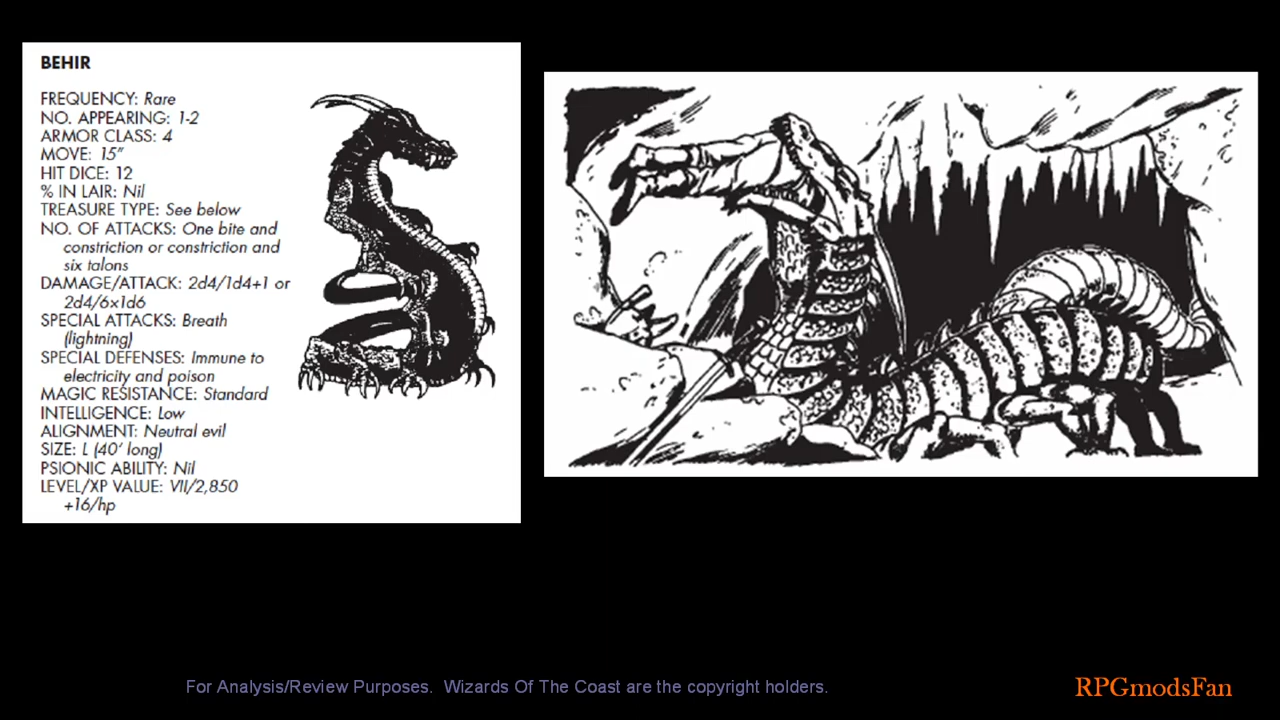 BEHIR
FREQUENCY: Rare
NO. APPEARING: 1-2
ARMOR CLASS: 4
MOVE: 15"
HIT DICE: 12
% IN LAIR: Nil
TREASURE TYPE: See below
NO. OF ATTACKS: One bite and
constriction or constriction and
six talons
DAMAGE/ATTACK: 2d4/1d4+1 or
2d4/6x1d6
SPECIAL ATTACKS: Breath
(lightning)
SPECIAL DEFENSES: Immune to
electricity and poison
MAGIC RESISTANCE: Standard
INTELLIGENCE: Low
ALIGNMENT: Neutral evil
SIZE: L (40' long)
PSIONIC ABILITY: Nil
LEVEL/XP VALUE: VII/2,850
+16/hp
For Analysis/Review Purposes.  Wizards Of The Coast are the copyright holders.
RPGmodsFan